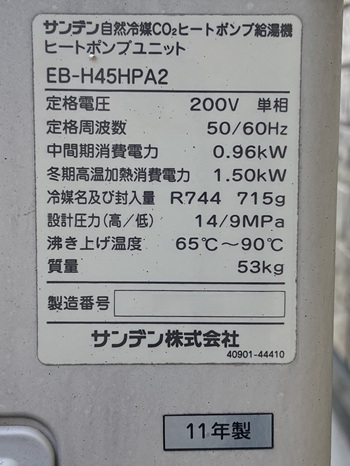 サンデン自然冷媒CO₂ヒートポンプ給湯機
ヒートポンプユニット
EB-H45HPA2
定格電圧 200V 単相
定格周波数 50/60Hz
中間期消費電力 0.96kW
冬期高温加熱消費電力 1.50kW
冷媒名及び封入量 R744 715g
設計圧力(高/低) 14/9MPa
沸き上げ温度 65℃～90℃
質量 53kg
製造番号
サンデン株式会社
40901-44410
11年製